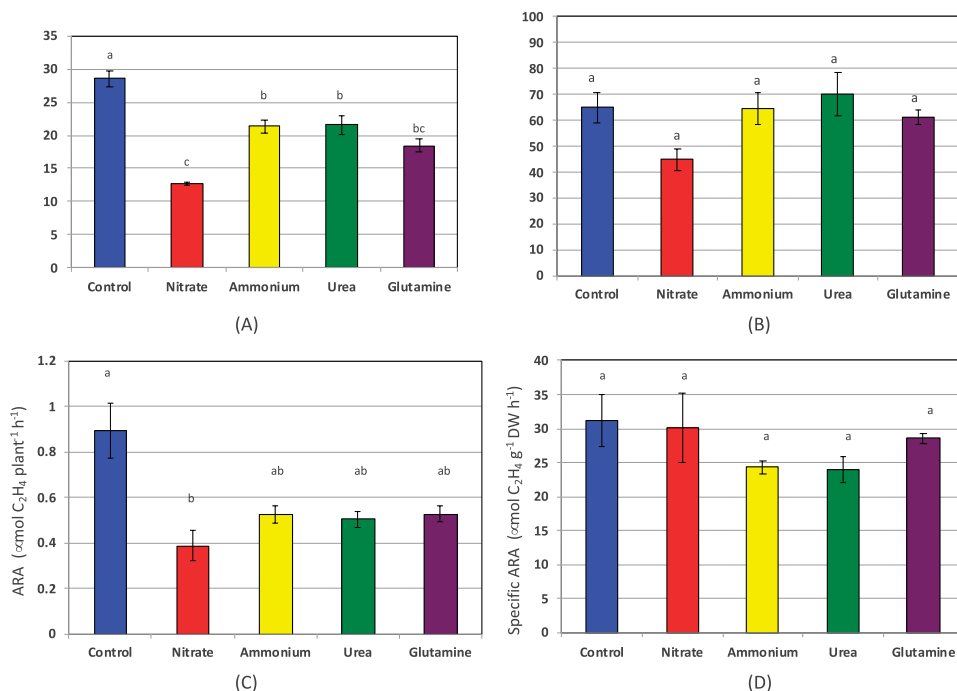 35
30
25
20
15
10
5
0
a
c
b
b
bc
Control Nitrate Ammonium Urea Glutamine
(A)
100
90
80
70
60
50
40
30
20
10
0
a
a
a
a
a
Control Nitrate Ammonium Urea Glutamine
(B)
ARA (∝mol C₂H₄ plant⁻¹ h⁻¹)
1.2
1
0.8
0.6
0.4
0.2
0
a
b
ab
ab
ab
Control Nitrate Ammonium Urea Glutamine
(C)
Specific ARA (∝mol C₂H₄ g⁻¹ DW h⁻¹)
40
35
30
25
20
15
10
5
0
a
a
a
a
a
Control Nitrate Ammonium Urea Glutamine
(D)